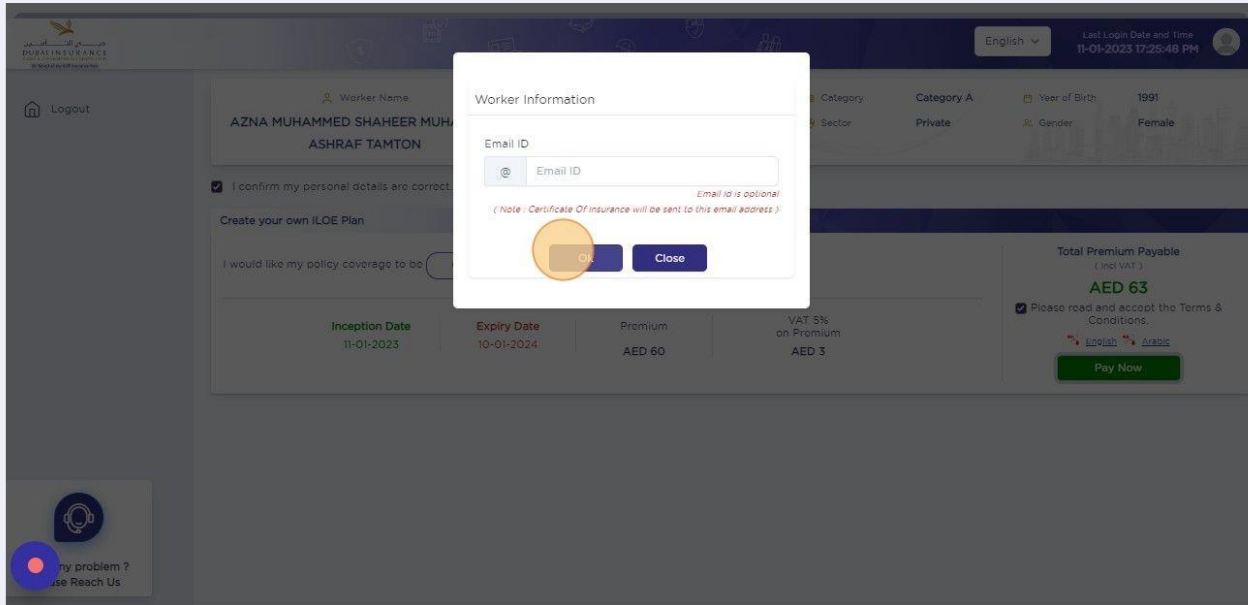 DUBAI INSURANCE
English
Last Login Date and Time
11-01-2023 17:25:48 PM
Logout
Worker Name
AZNA MUHAMMED SHAHEER MUH
ASHRAF TAMTON
Category
Category A
Year of Birth
1991
Sector
Private
Gender
Female
Worker Information
Email ID
@ Email ID
Email id is optional
( Note : Certificate Of Insurance will be sent to this email address )
Ok
Close
I confirm my personal details are correct.
Create your own ILOE Plan
I would like my policy coverage to be
Total Premium Payable
( Incl VAT )
AED 63
Please read and accept the Terms &
Conditions.
English Arabic
Pay Now
Inception Date
11-01-2023
Expiry Date
10-01-2024
Premium
AED 60
VAT 5%
on Premium
AED 3
ny problem ?
se Reach Us